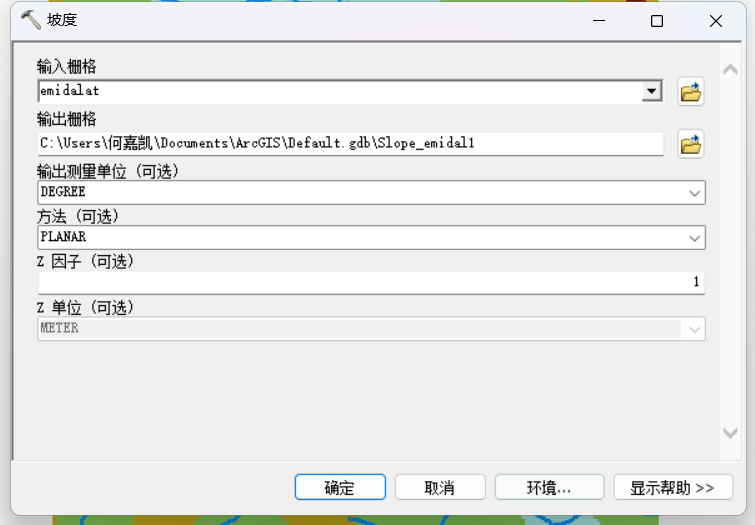 坡度
输入栅格
emidalat
输出栅格
C:\Users\何嘉凯\Documents\ArcGIS\Default.gdb\Slope_emidal1
输出测量单位 (可选)
DEGREE
方法 (可选)
PLANAR
Z 因子 (可选)
1
Z 单位 (可选)
METER
确定 取消 环境... 显示帮助 >>